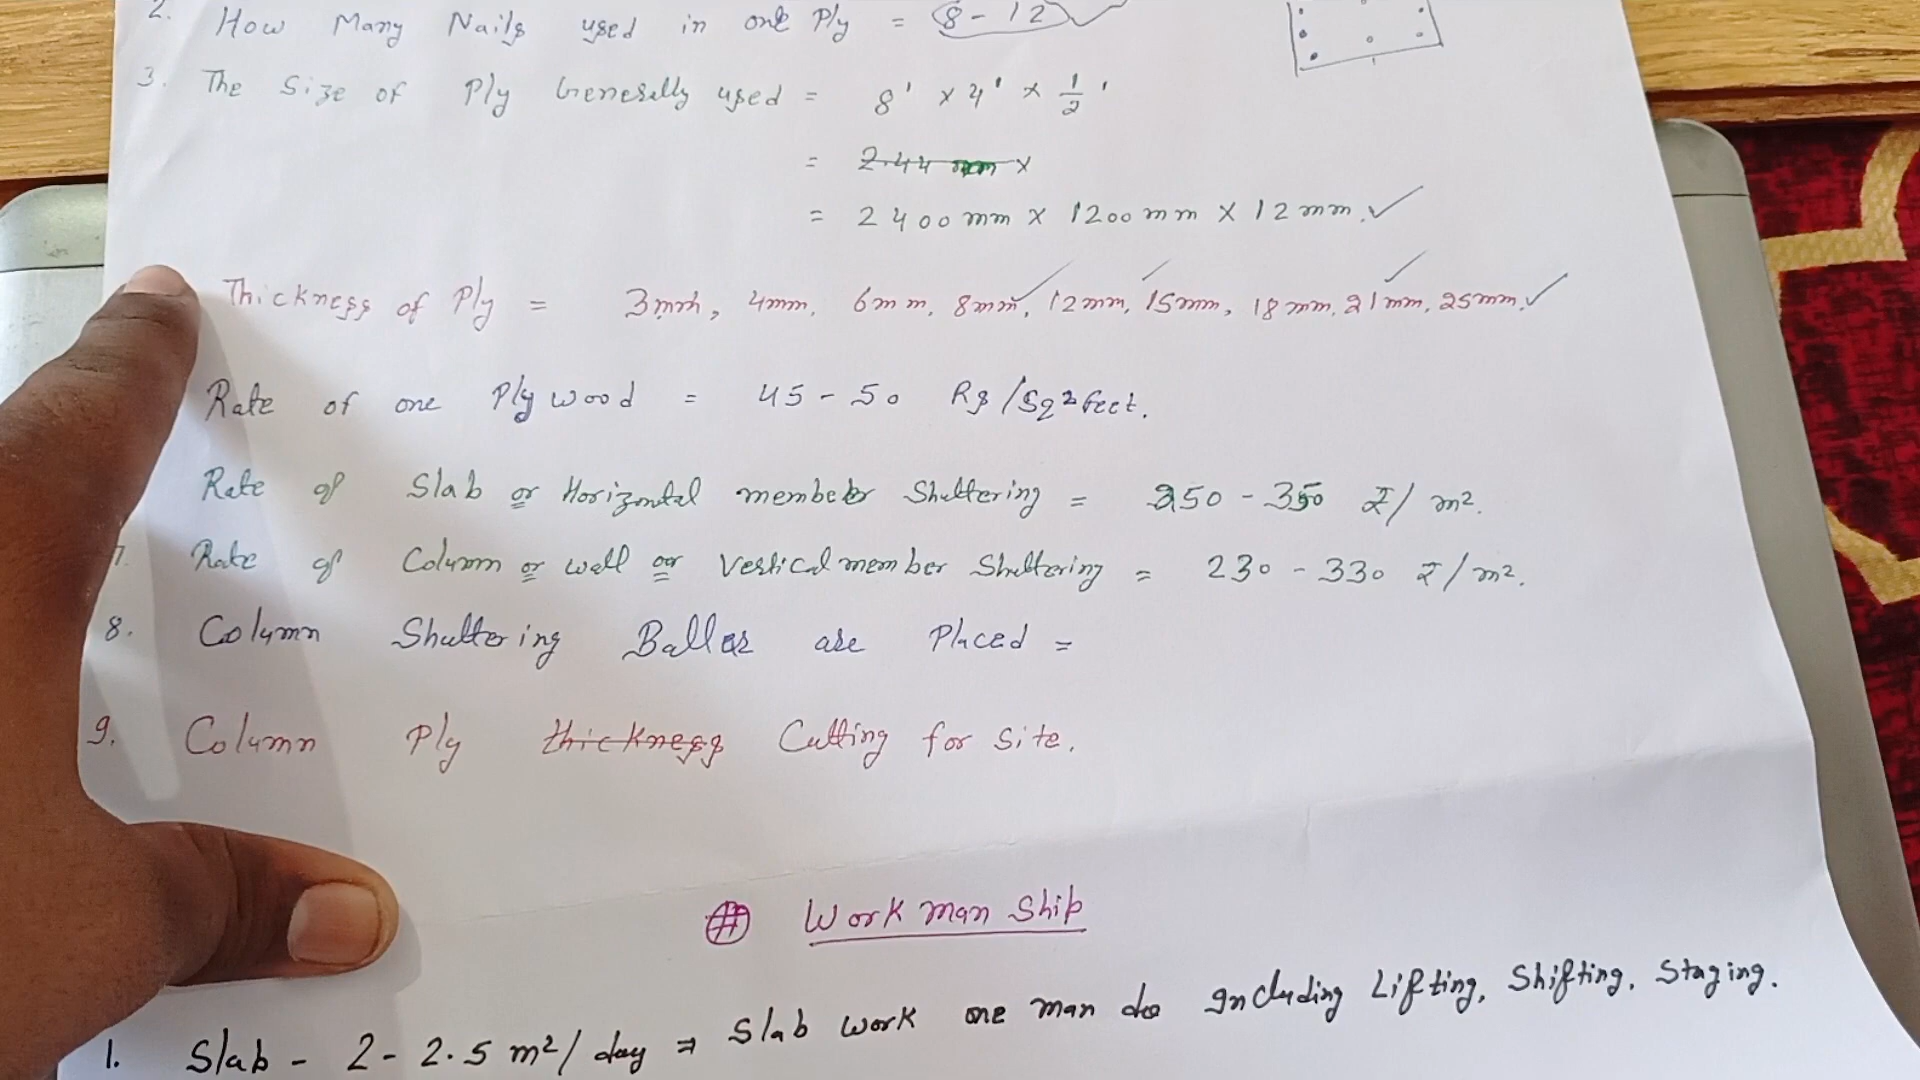 2. How Many Nails used in one Ply = 8-12 ✓
3. The Size of Ply Generally used = 8' x 4' x 1/2'
= 2.44 mm x
= 2400 mm x 1200 mm x 12 mm. ✓
Thickness of Ply = 3mm, 4mm, 6mm, 8mm, 12mm, 15mm, 18mm, 21mm, 25mm. ✓
Rate of one Plywood = 45 - 50 Rs/Sq2 feet.
Rate of Slab or Horizontal member Shuttering = 250 - 350 ₹/m².
7. Rate of Column or wall or Vertical member Shuttering = 230 - 330 ₹/m².
8. Column Shuttering are Placed =
9. Column Ply thickness Cutting for Site.
# Work man Ship
1. Slab - 2 - 2.5 m²/day ⇒ Slab work one man do Including Lifting, Shifting, Staging.